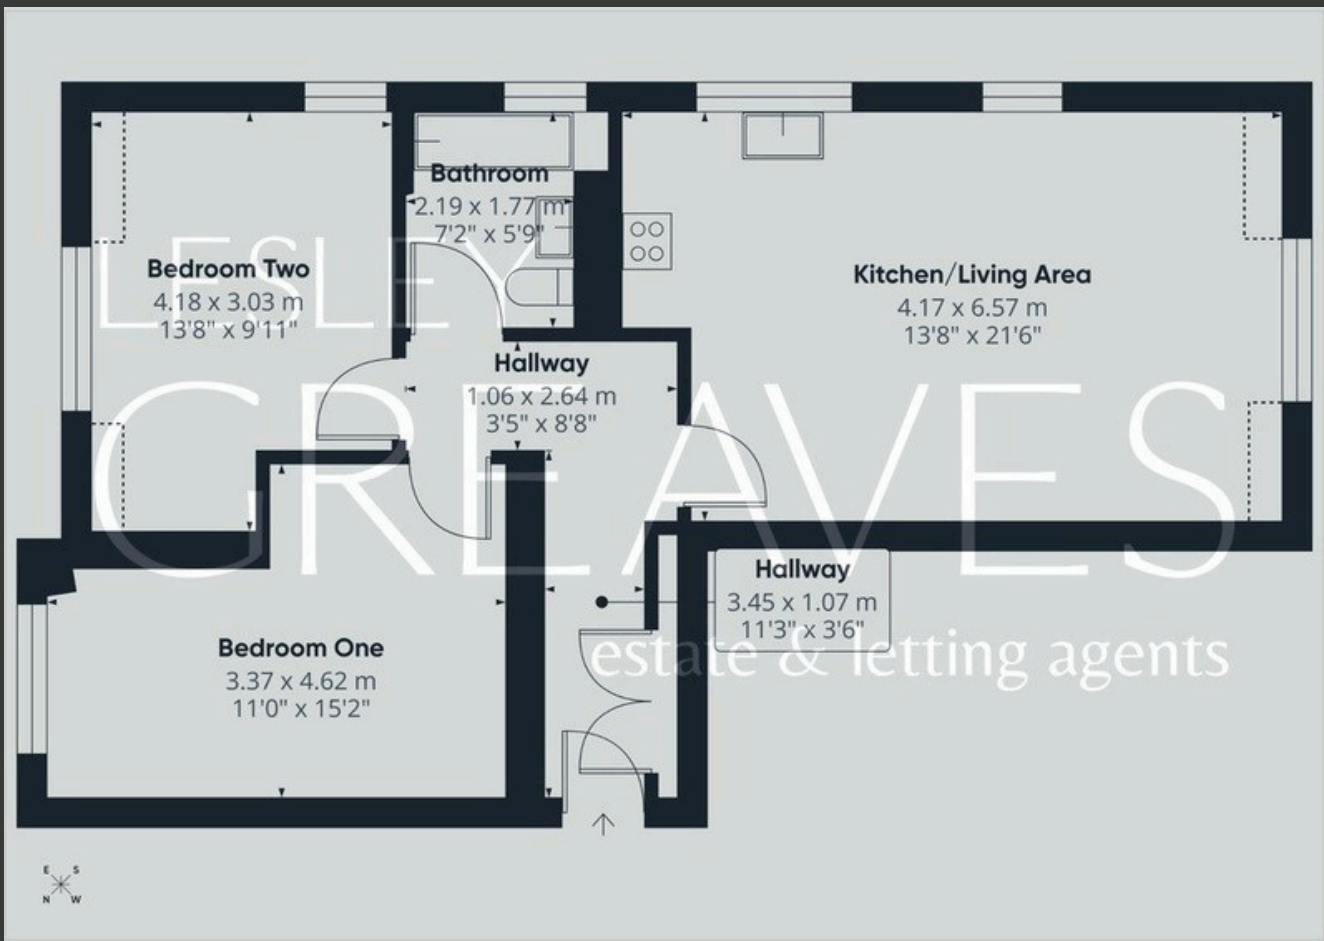 Bathroom
2.19 x 1.77 m
7'2" x 5'9"
Bedroom Two
4.18 x 3.03 m
13'8" x 9'11"
Kitchen/Living Area
4.17 x 6.57 m
13'8" x 21'6"
Hallway
1.06 x 2.64 m
3'5" x 8'8"
LESLEY
GREAVES
estate & letting agents
Hallway
3.45 x 1.07 m
11'3" x 3'6"
Bedroom One
3.37 x 4.62 m
11'0" x 15'2"
E S
N W